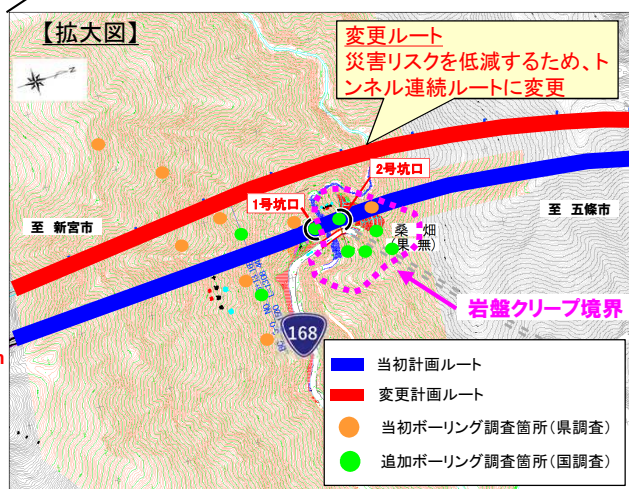 【拡大図】
変更ルート
災害リスクを低減するため、ト
ンネル連続ルートに変更
2号坑口
1号坑口
至 新宮市
至 五條市
桑 畑
(果 無)
岩盤クリープ境界
168
当初計画ルート
変更計画ルート
当初ボーリング調査箇所(県調査)
追加ボーリング調査箇所(国調査)